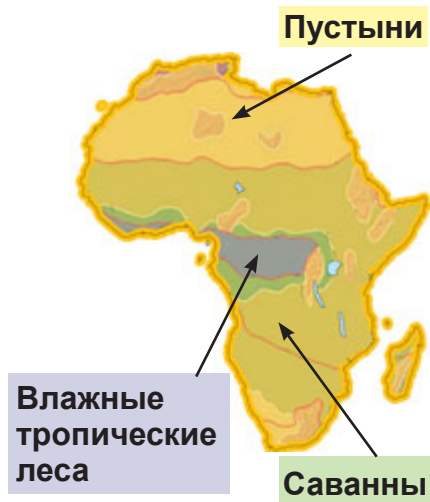 Пустыни
Влажные
тропические
леса
Саванны